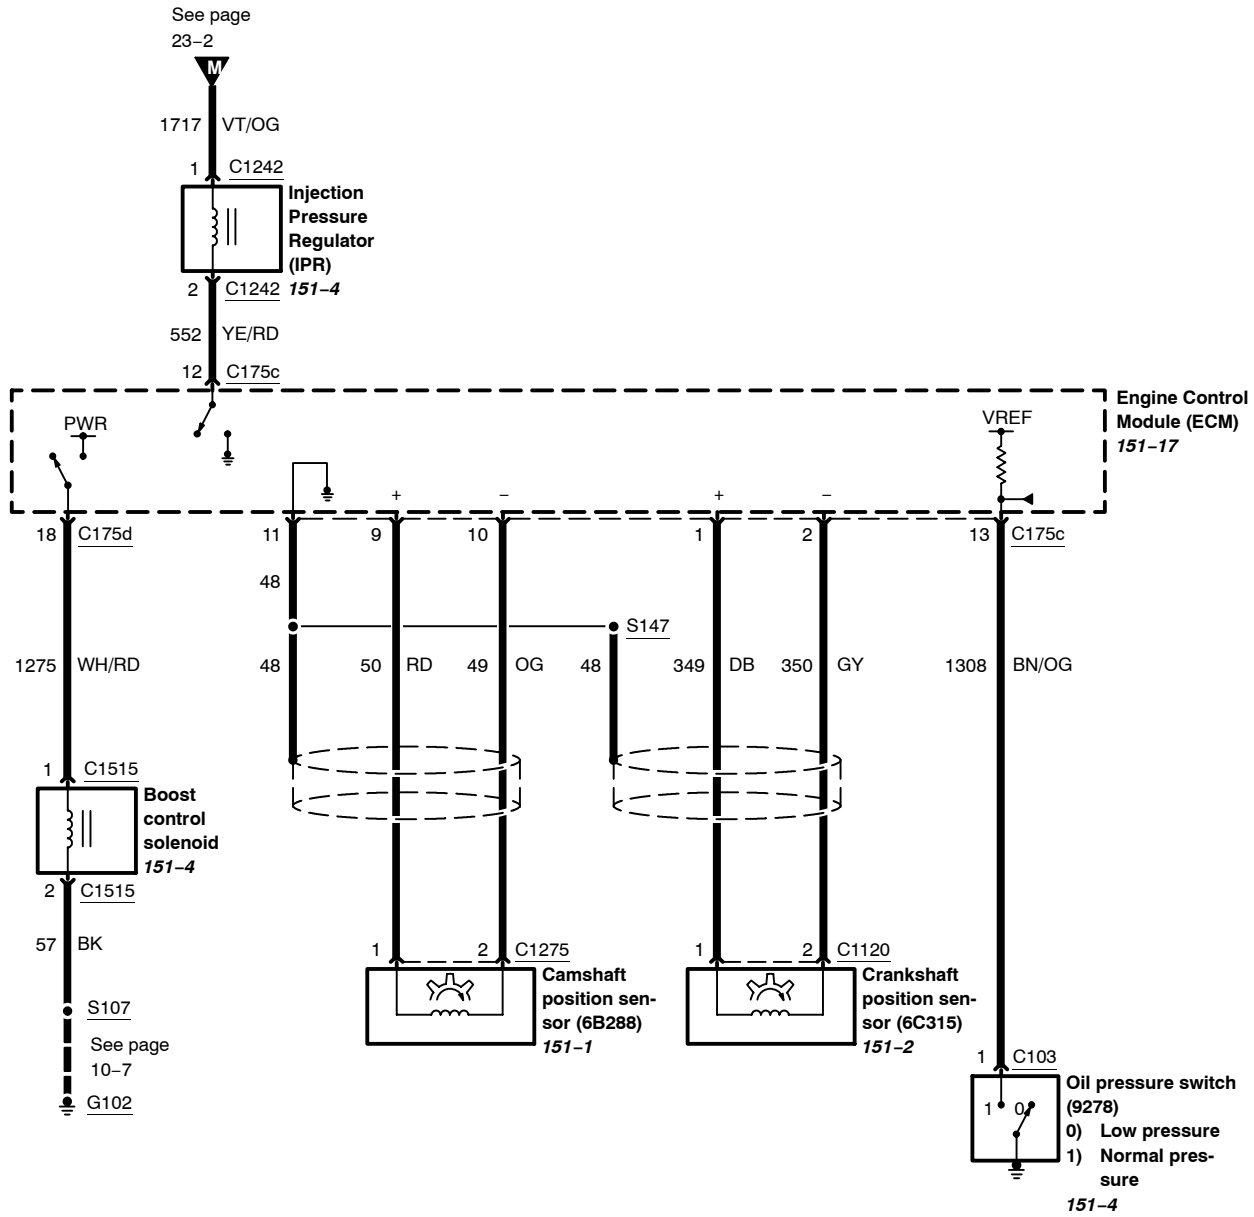 See page
23–2
M
1717 VT/OG
1 C1242
Injection
Pressure
Regulator
(IPR)
151–4
2 C1242
552 YE/RD
12 C175c
Engine Control
Module (ECM)
151–17
PWR
VREF
+ – + –
18 C175d 11 9 10 1 2 13 C175c
48
S147
1275 WH/RD 48 50 RD 49 OG 48 349 DB 350 GY 1308 BN/OG
1 C1515
Boost
control
solenoid
151–4
2 C1515
57 BK
S107
See page
10–7
G102
1 2 C1275
Camshaft
position sen-
sor (6B288)
151–1
1 2 C1120
Crankshaft
position sen-
sor (6C315)
151–2
1 C103
1 0
Oil pressure switch
(9278)
0) Low pressure
1) Normal pres-
sure
151–4